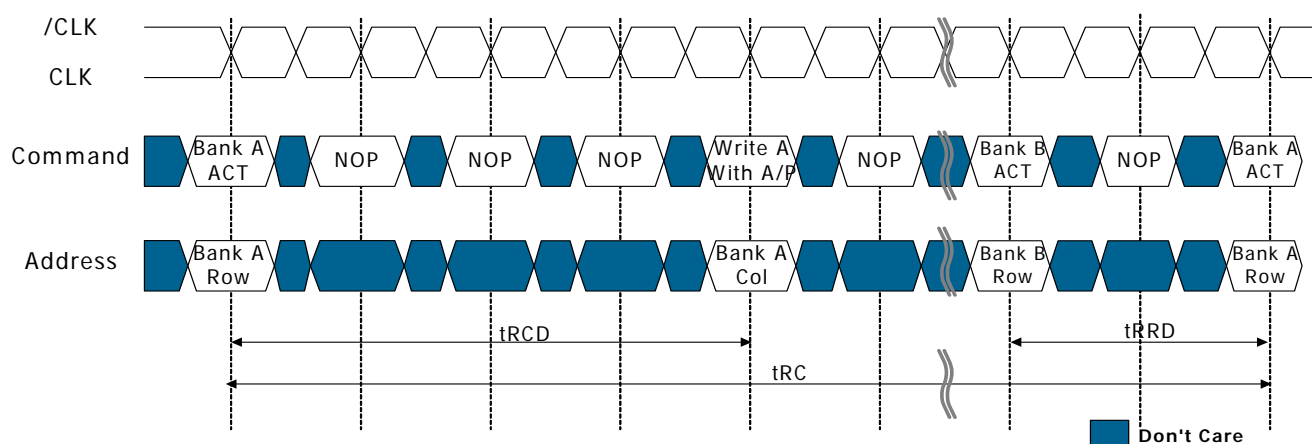 /CLK
CLK
Command
Bank A
ACT
NOP
NOP
NOP
Write A
With A/P
NOP
Bank B
ACT
NOP
Bank A
ACT
Address
Bank A
Row
Bank A
Col
Bank B
Row
Bank A
Row
tRCD
tRRD
tRC
Don't Care